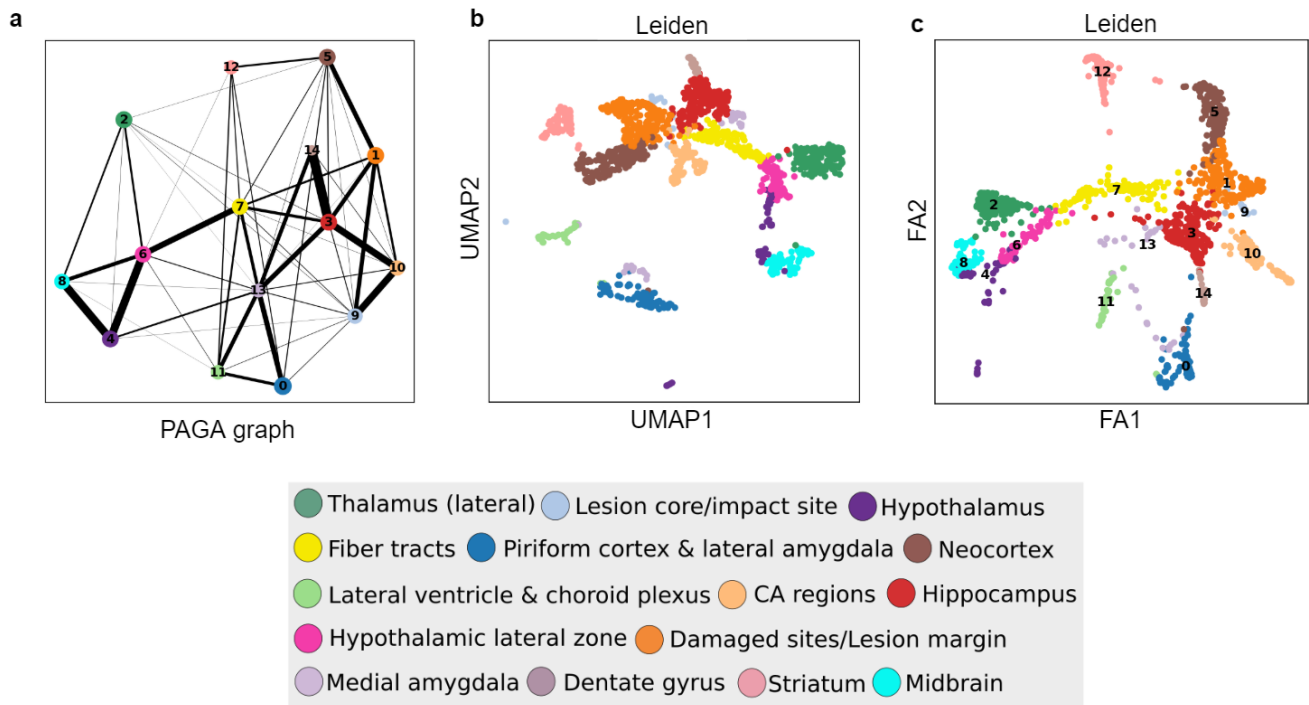 a
b
c
Leiden
Leiden
12
5
2
14
1
7
3
6
13
10
8
9
4
11
0
PAGA graph
UMAP2
UMAP1
12
5
1
7
2
9
3
13
6
10
8
4
14
11
0
FA2
FA1
Thalamus (lateral) Lesion core/impact site Hypothalamus
Fiber tracts Piriform cortex & lateral amygdala Neocortex
Lateral ventricle & choroid plexus CA regions Hippocampus
Hypothalamic lateral zone Damaged sites/Lesion margin
Medial amygdala Dentate gyrus Striatum Midbrain